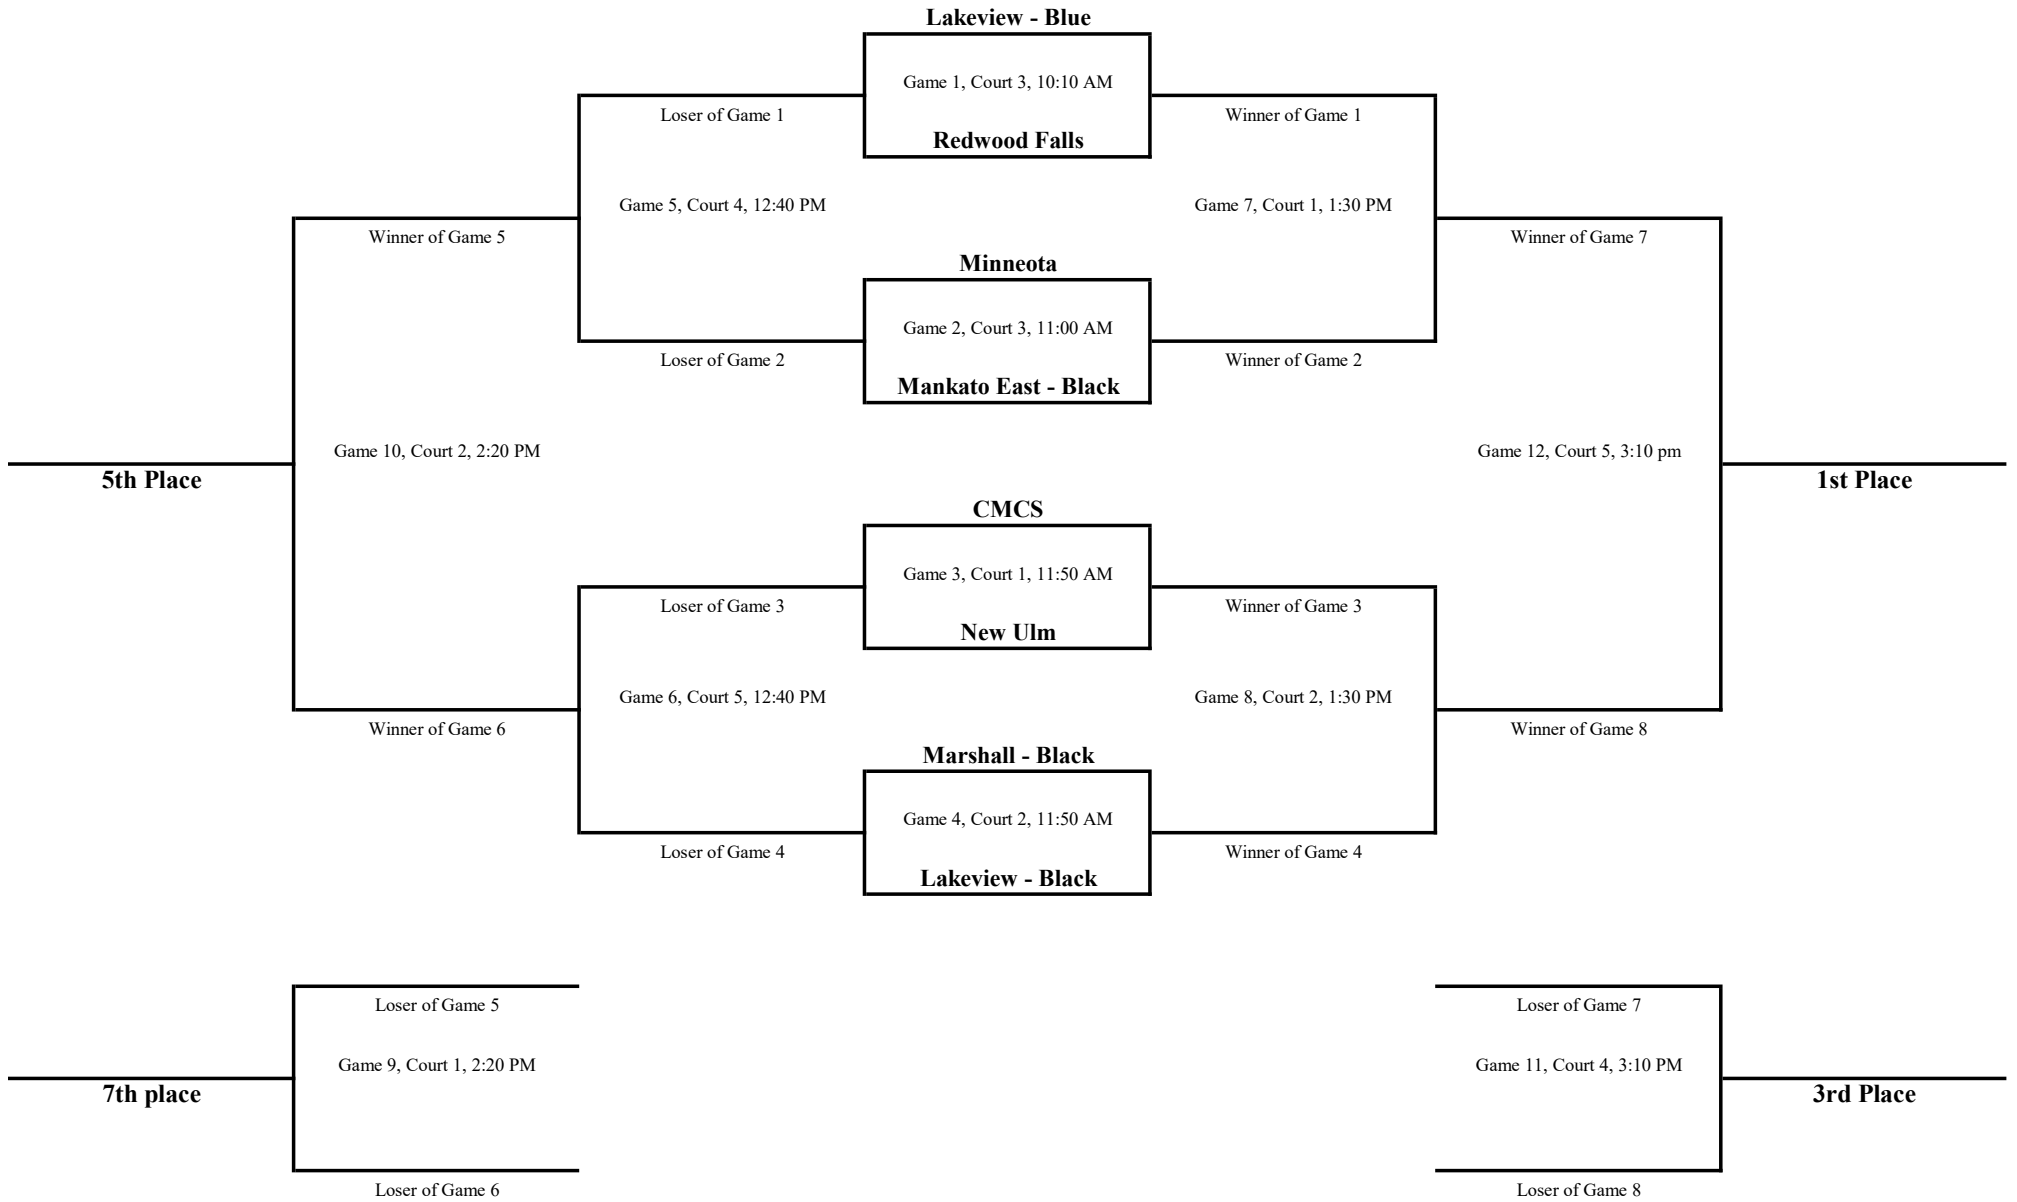 Lakeview - Blue
Game 1, Court 3, 10:10 AM
Loser of Game 1
Winner of Game 1
Redwood Falls
Game 5, Court 4, 12:40 PM
Game 7, Court 1, 1:30 PM
Winner of Game 5
Winner of Game 7
Minneota
Game 2, Court 3, 11:00 AM
Loser of Game 2
Winner of Game 2
Mankato East - Black
Game 10, Court 2, 2:20 PM
Game 12, Court 5, 3:10 pm
5th Place
1st Place
CMCS
Game 3, Court 1, 11:50 AM
Loser of Game 3
Winner of Game 3
New Ulm
Game 6, Court 5, 12:40 PM
Game 8, Court 2, 1:30 PM
Winner of Game 6
Winner of Game 8
Marshall - Black
Game 4, Court 2, 11:50 AM
Loser of Game 4
Winner of Game 4
Lakeview - Black
Loser of Game 5
Loser of Game 7
Game 9, Court 1, 2:20 PM
Game 11, Court 4, 3:10 PM
7th place
3rd Place
Loser of Game 6
Loser of Game 8